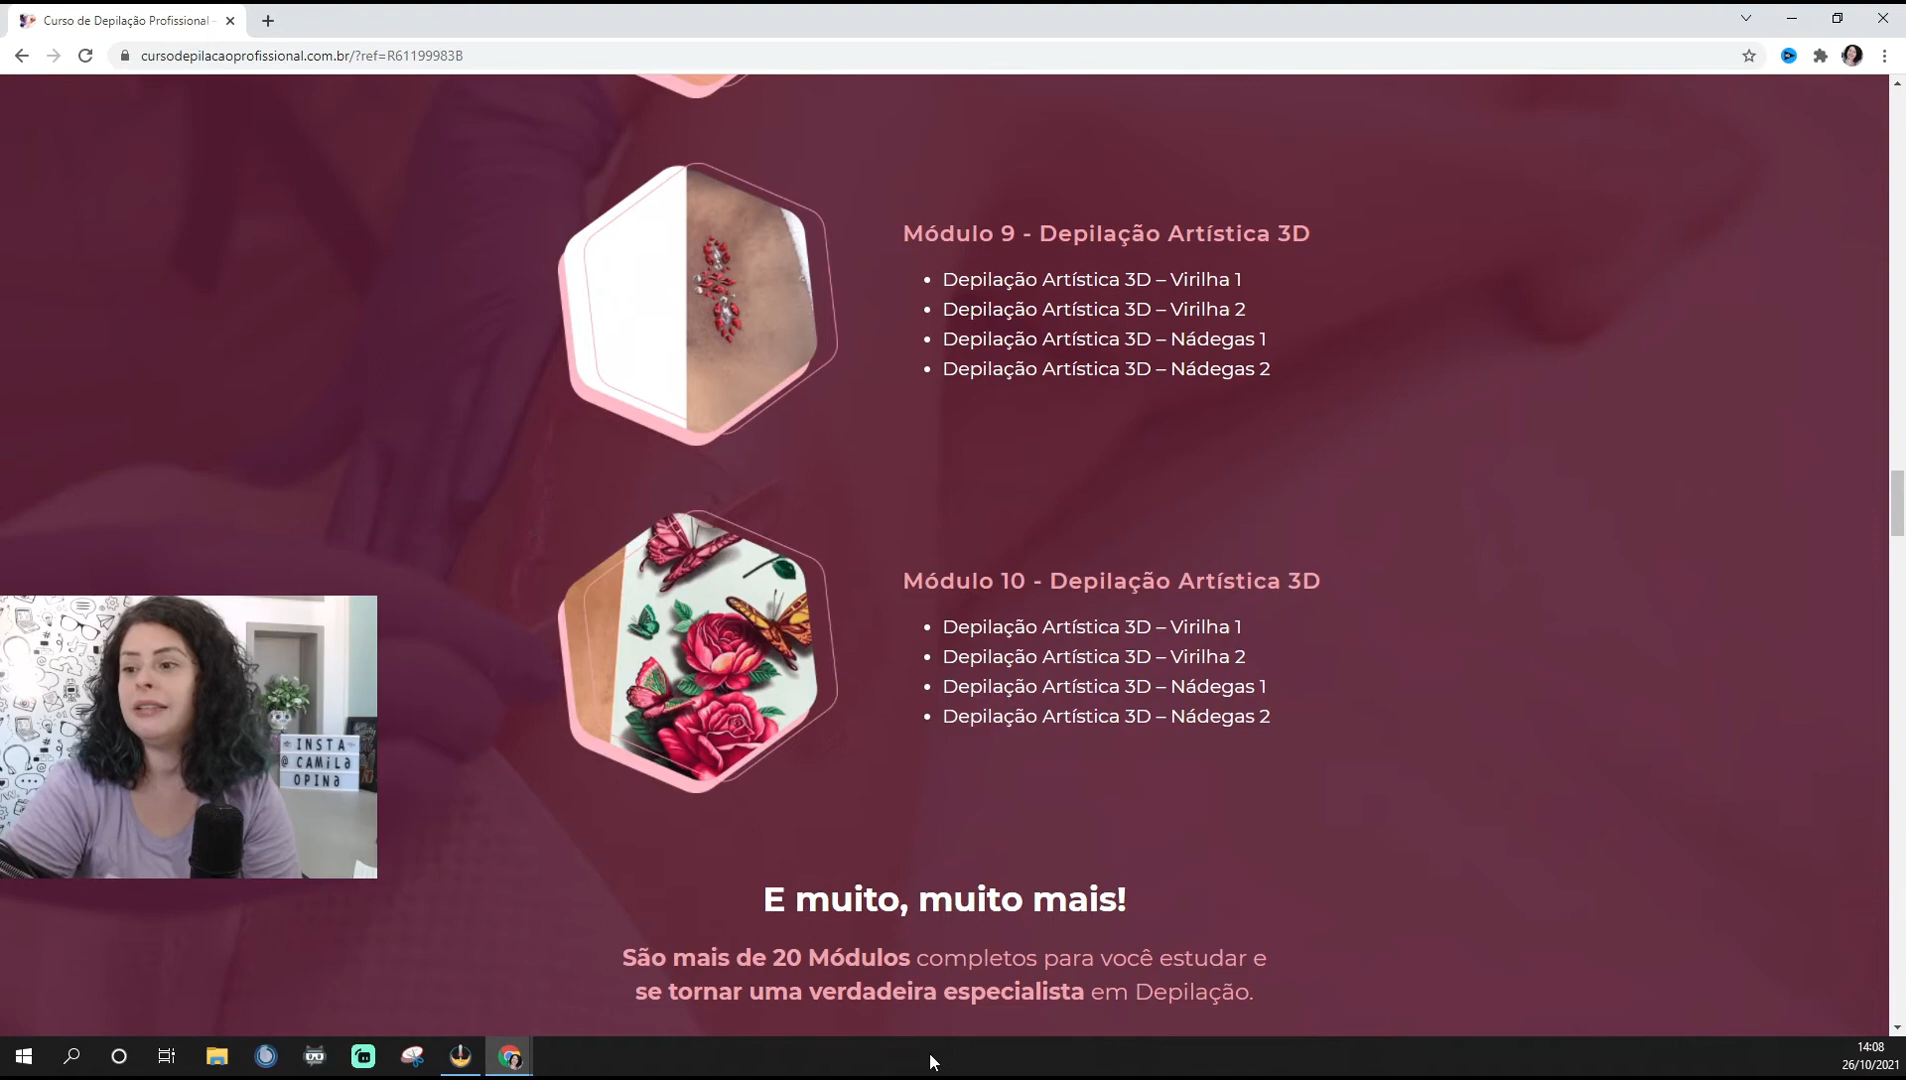 Curso de Depilação Profissional -
cursodepilacaoprofissional.com.br/?ref=R61199983B
Módulo 9 - Depilação Artística 3D
• Depilação Artística 3D – Virilha 1
• Depilação Artística 3D – Virilha 2
• Depilação Artística 3D – Nádegas 1
• Depilação Artística 3D – Nádegas 2
Módulo 10 - Depilação Artística 3D
• Depilação Artística 3D – Virilha 1
• Depilação Artística 3D – Virilha 2
• Depilação Artística 3D – Nádegas 1
• Depilação Artística 3D – Nádegas 2
INSTA
@ CAMILA
OPINA
E muito, muito mais!
São mais de 20 Módulos completos para você estudar e
se tornar uma verdadeira especialista em Depilação.
14:08
26/10/2021